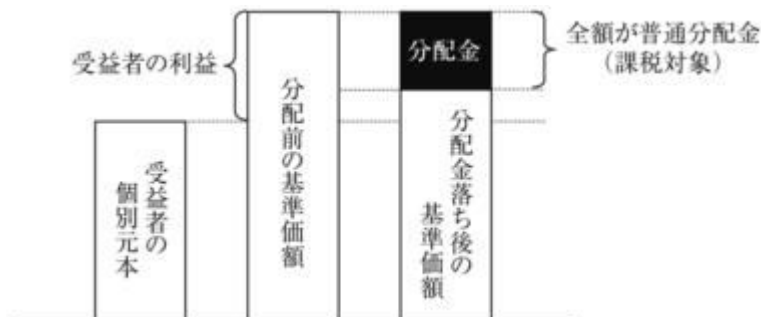 受益者の利益
分配金
全額が普通分配金
（課税対象）
受益者の
個別元本
分配前の基準価額
分配金落ち後の
基準価額